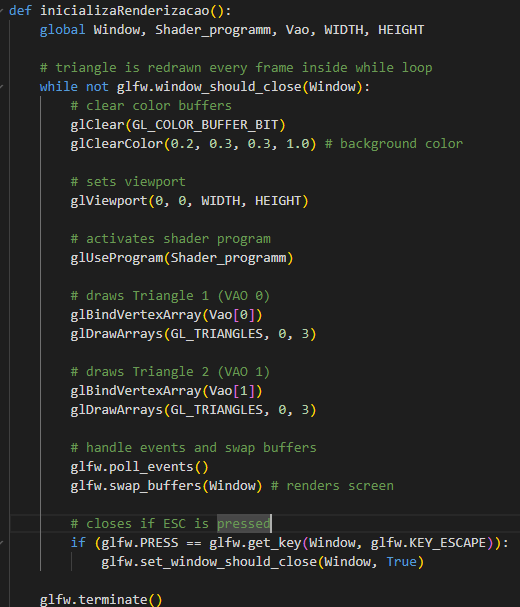 def inicializaRenderizacao():
    global Window, Shader_programm, Vao, WIDTH, HEIGHT
    # triangle is redrawn every frame inside while loop
    while not glfw.window_should_close(Window):
        # clear color buffers
        glClear(GL_COLOR_BUFFER_BIT)
        glClearColor(0.2, 0.3, 0.3, 1.0) # background color
        # sets viewport
        glViewport(0, 0, WIDTH, HEIGHT)
        # activates shader program
        glUseProgram(Shader_programm)
        # draws Triangle 1 (VAO 0)
        glBindVertexArray(Vao[0])
        glDrawArrays(GL_TRIANGLES, 0, 3)
        # draws Triangle 2 (VAO 1)
        glBindVertexArray(Vao[1])
        glDrawArrays(GL_TRIANGLES, 0, 3)
        # handle events and swap buffers
        glfw.poll_events()
        glfw.swap_buffers(Window) # renders screen
        # closes if ESC is pressed
        if (glfw.PRESS == glfw.get_key(Window, glfw.KEY_ESCAPE)):
            glfw.set_window_should_close(Window, True)
    glfw.terminate()